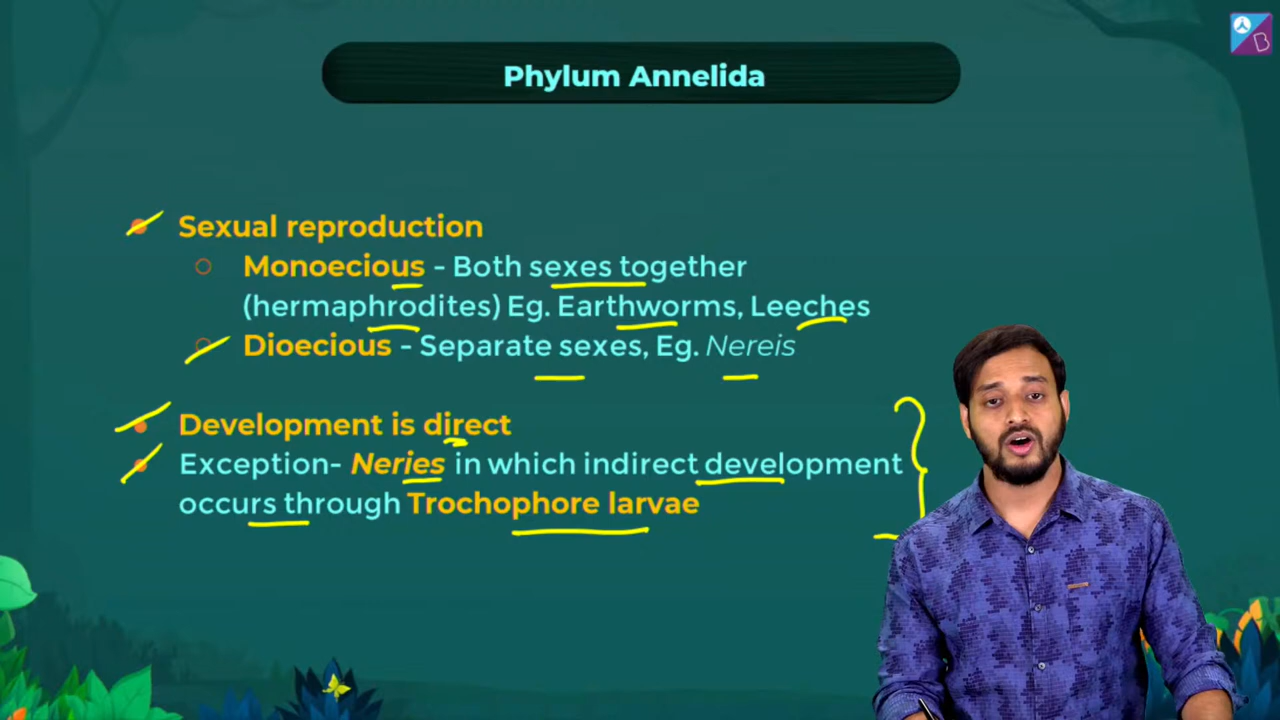 Phylum Annelida
Sexual reproduction
Monoecious - Both sexes together
(hermaphrodites) Eg. Earthworms, Leeches
Dioecious - Separate sexes, Eg. Nereis
Development is direct
Exception- Neries in which indirect development
occurs through Trochophore larvae
B